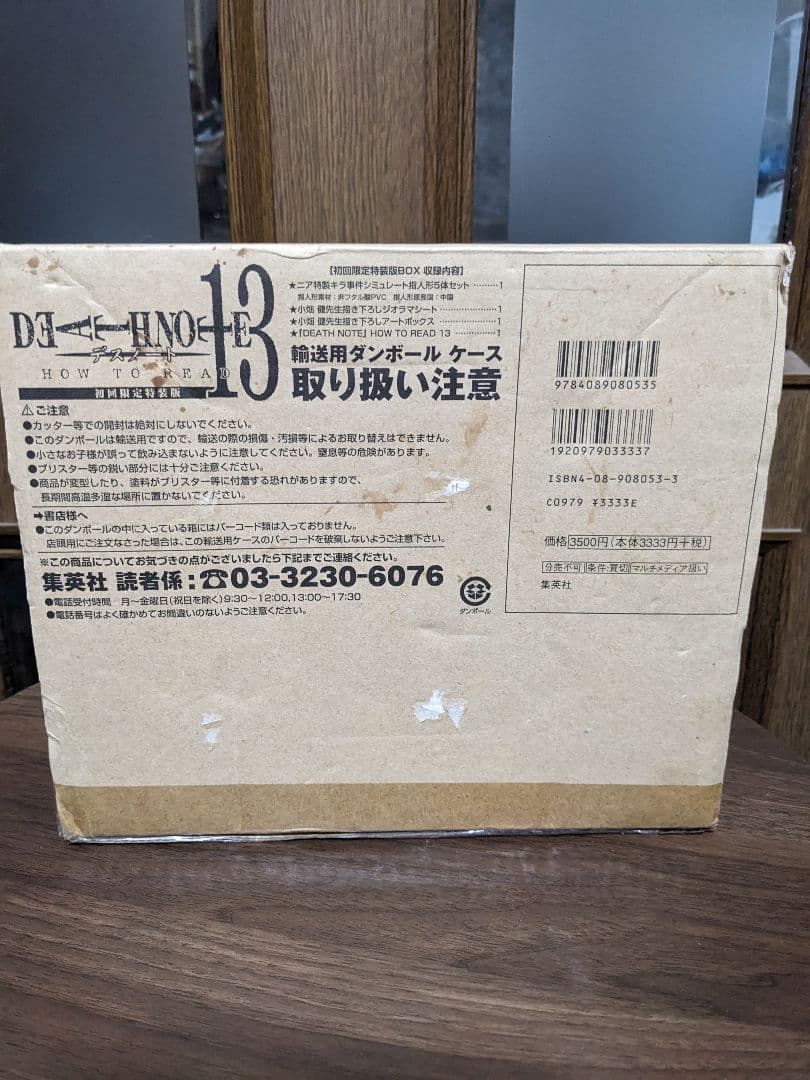 DEATH NOTE 13
デスノート
HOW TO READ
初回限定特装版
【初回限定特装版BOX 収録内容】
★ニア特製キラ事件シミュレート指人形5体セット………1
指人形素材:非フタル酸PVC 指人形原産国:中国
★小畑 健先生描き下ろしジオラマシート…………………1
★小畑 健先生描き下ろしアートボックス…………………1
★「DEATH NOTE」HOW TO READ 13……………1
輸送用ダンボール ケース
取り扱い注意
⚠ご注意
●カッター等での開封は絶対にしないでください。
●このダンボールは輸送用ですので、輸送の際の損傷・汚損等によるお取り替えはできません。
●小さなお子様が誤って飲み込まないように注意してください。窒息等の危険があります。
●ブリスター等の鋭い部分には十分ご注意ください。
●商品が変型したり、塗料がブリスター等に付着する恐れがありますので、
長期間高温多湿な場所に置かないでください。
➡書店様へ
●このダンボールの中に入っている箱にはバーコード類は入っておりません。
店頭用にご注文なさった場合は、この輸送用ケースのバーコードを破棄しないようご注意下さい。
※この商品についてお気づきの点がございましたら下記までご連絡ください。
集英社 読者係:☎03-3230-6076
●電話受付時間 月〜金曜日(祝日を除く)9:30〜12:00,13:00〜17:30
●電話番号はよく確かめてお間違いのないようご注意ください。
ダンボール
9784089080535
1920979033337
ISBN4-08-908053-3
C0979 ¥3333E
価格 3500円(本体3333円+税)
分売不可 条件:買切 マルチメディア扱い
集英社